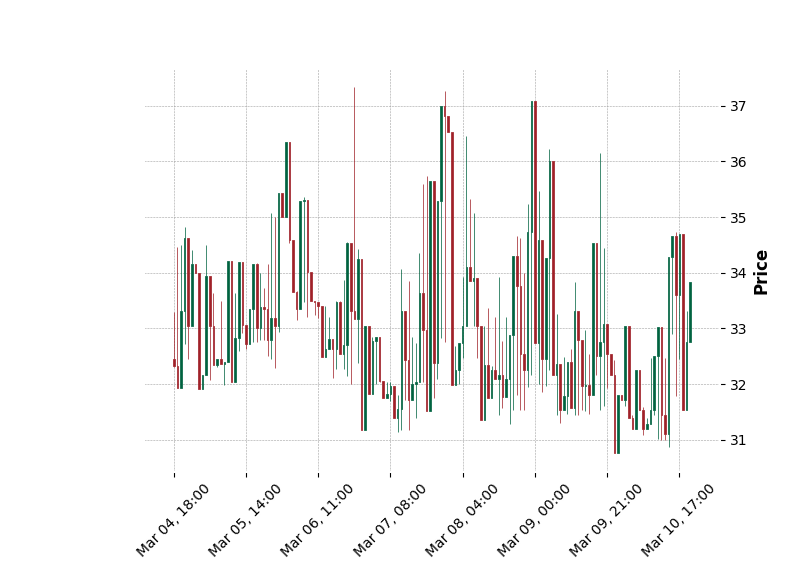 37
36
35
34
33
32
31
Price
Mar 04, 18:00
Mar 05, 14:00
Mar 06, 11:00
Mar 07, 08:00
Mar 08, 04:00
Mar 09, 00:00
Mar 09, 21:00
Mar 10, 17:00